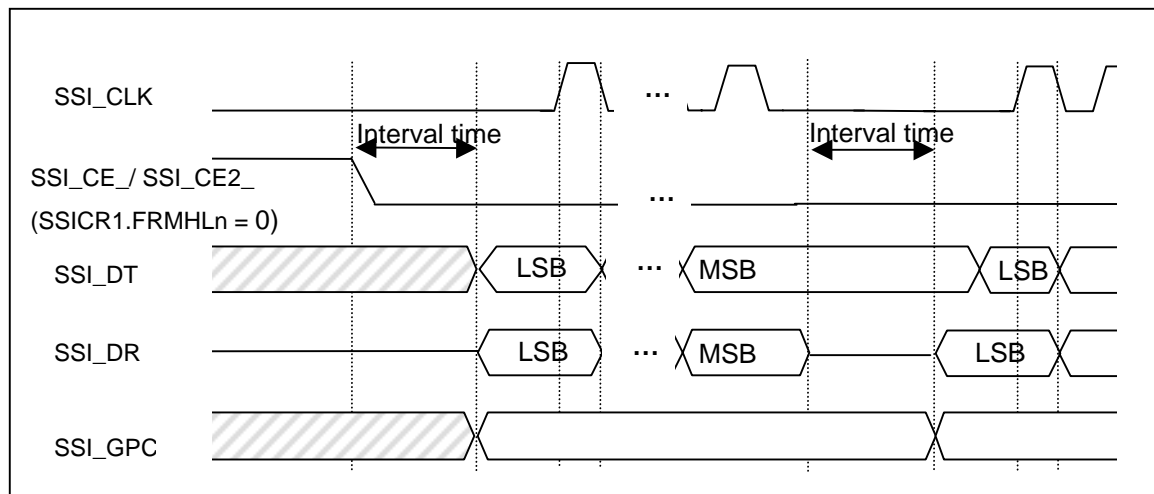 SSI_CLK
...
Interval time
Interval time
SSI_CE_/ SSI_CE2_
(SSICR1.FRMHLn = 0)
...
SSI_DT
LSB
...
MSB
LSB
SSI_DR
LSB
...
MSB
LSB
SSI_GPC